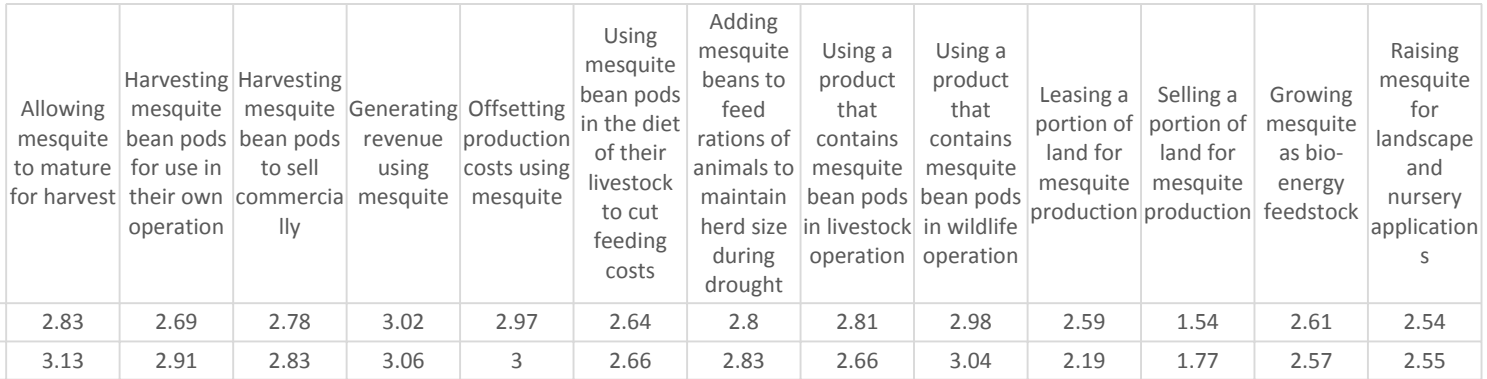 Allowing
mesquite
to mature
for harvest
Harvesting
mesquite
bean pods
for use in
their own
operation
Harvesting
mesquite
bean pods
to sell
commercia
lly
Generating
revenue
using
mesquite
Offsetting
production
costs using
mesquite
Using
mesquite
bean pods
in the diet
of their
livestock
to cut
feeding
costs
Adding
mesquite
beans to
feed
rations of
animals to
maintain
herd size
during
drought
Using a
product
that
contains
mesquite
bean pods
in livestock
operation
Using a
product
that
contains
mesquite
bean pods
in wildlife
operation
Leasing a
portion of
land for
mesquite
production
Selling a
portion of
land for
mesquite
production
Growing
mesquite
as bio-
energy
feedstock
Raising
mesquite
for
landscape
and
nursery
application
s
2.83 2.69 2.78 3.02 2.97 2.64 2.8 2.81 2.98 2.59 1.54 2.61 2.54
3.13 2.91 2.83 3.06 3 2.66 2.83 2.66 3.04 2.19 1.77 2.57 2.55